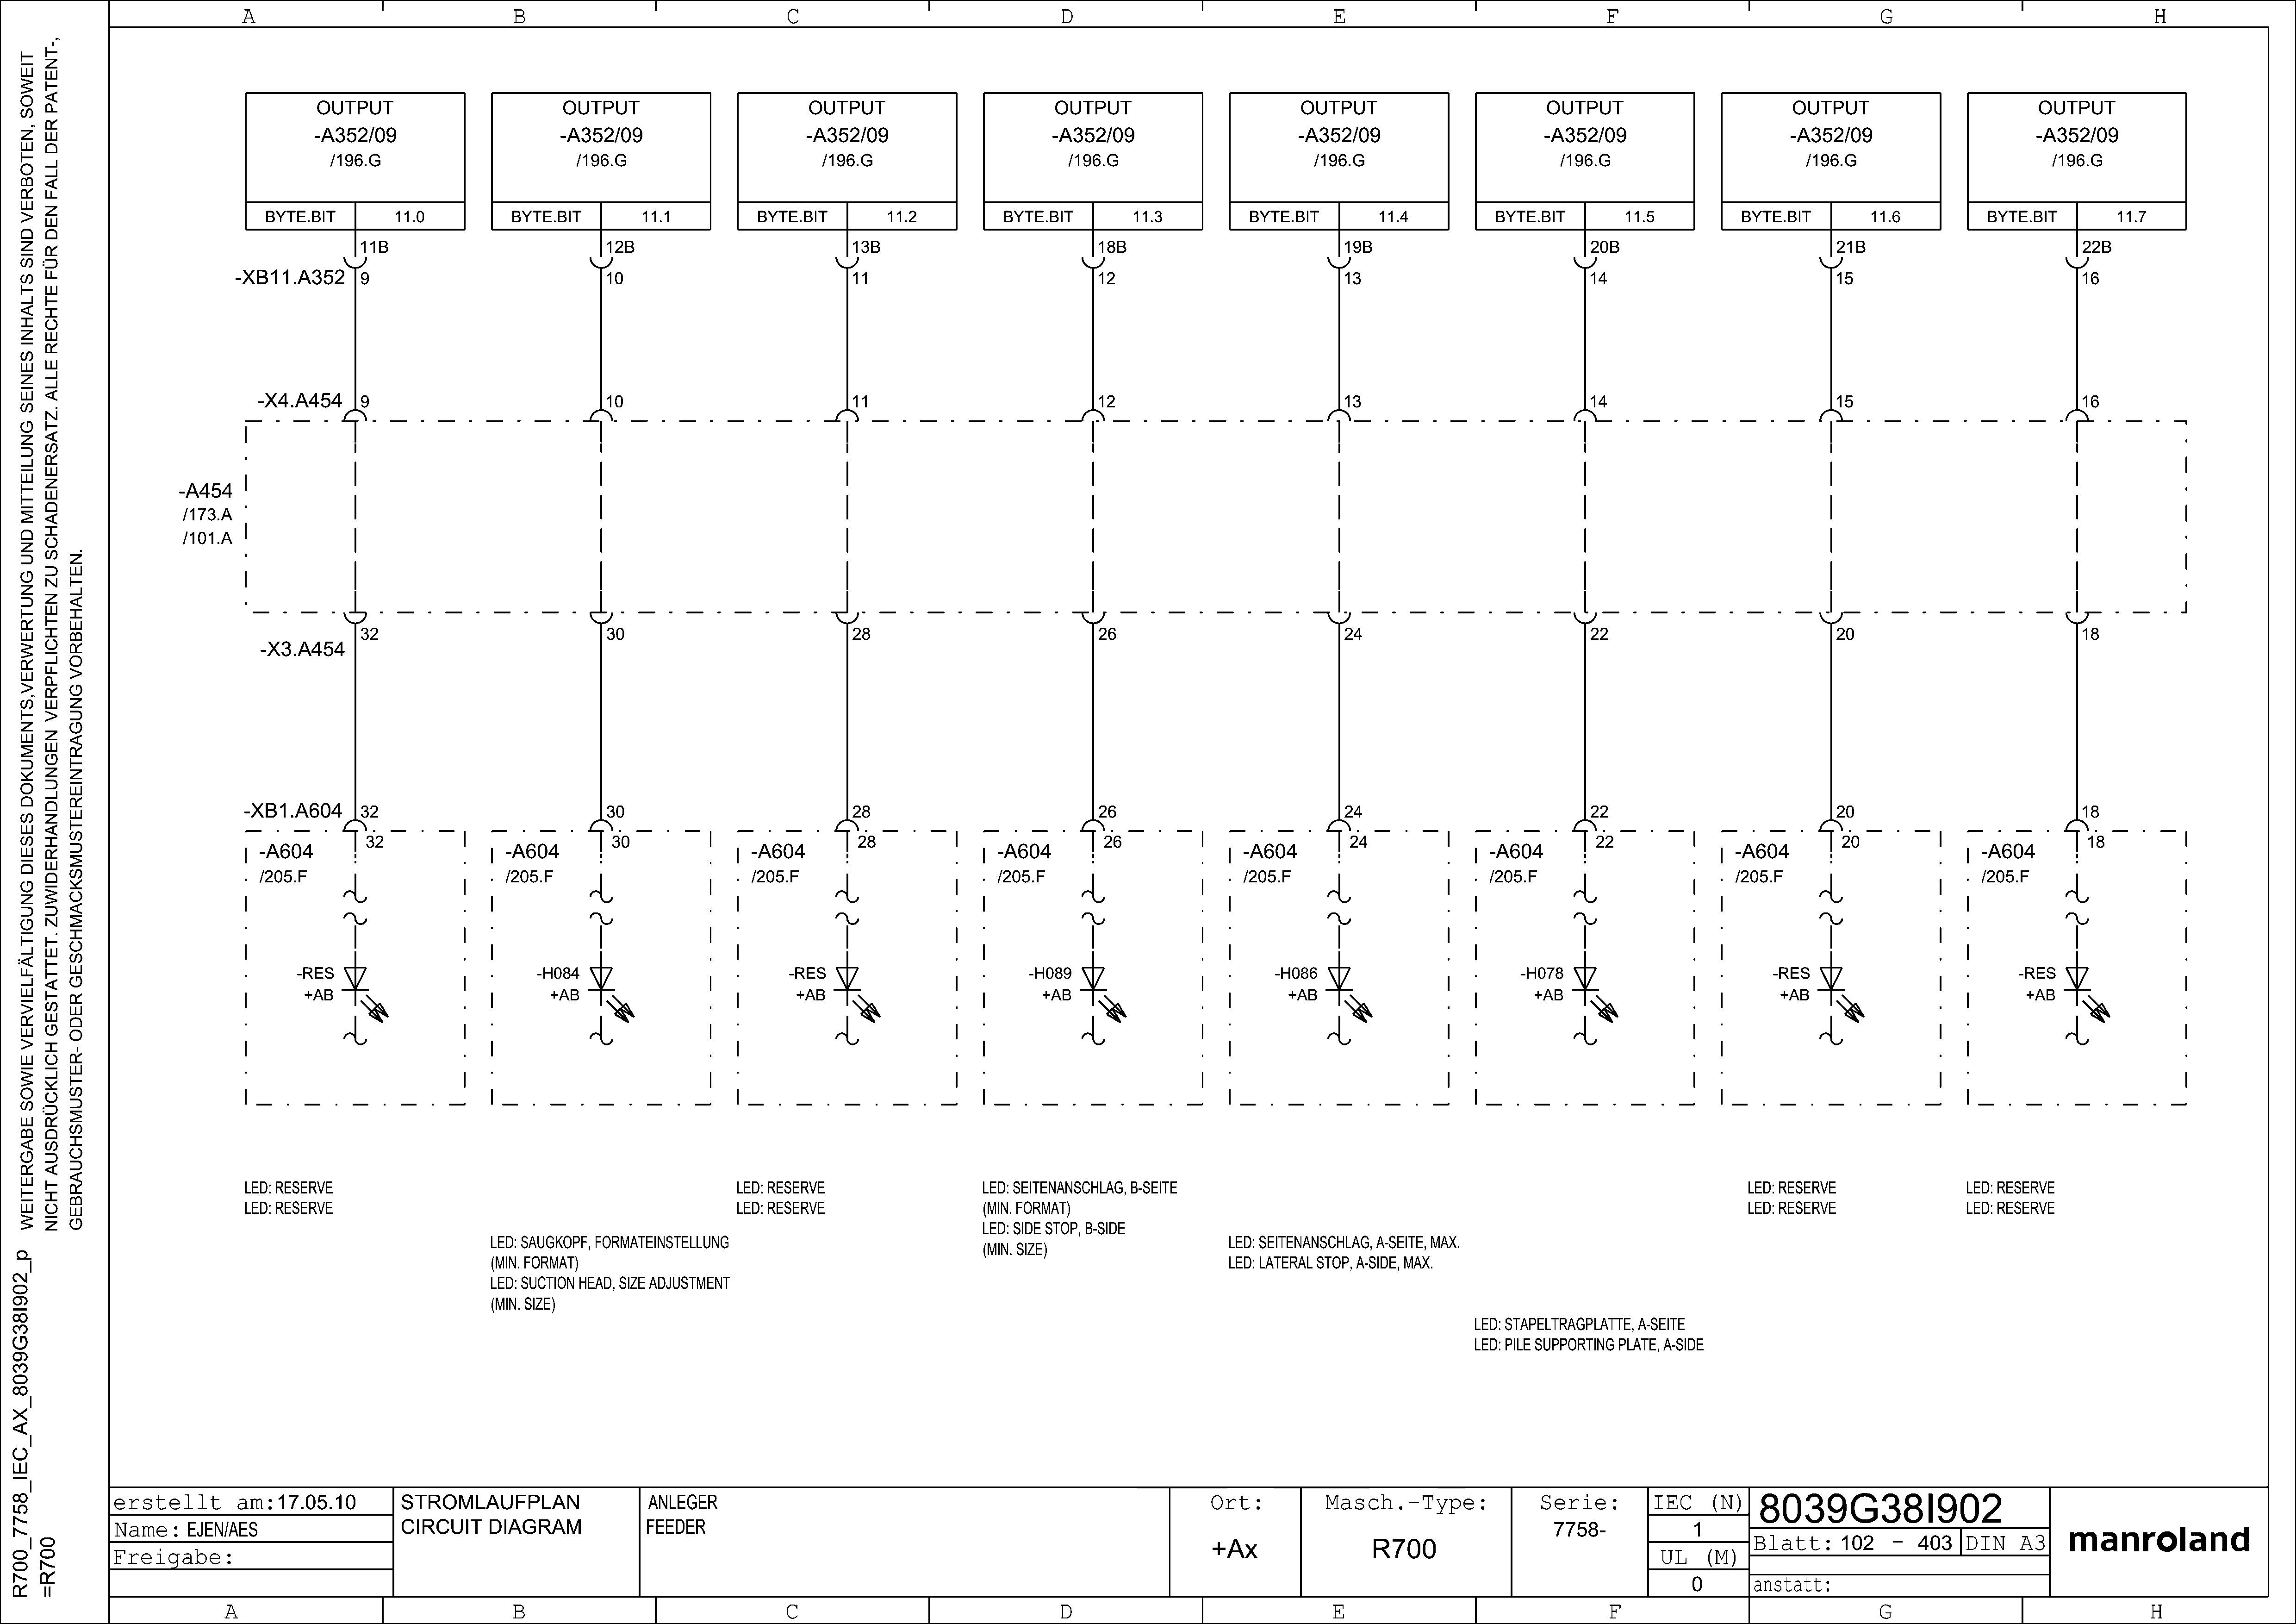 A B C D E F G H
OUTPUT OUTPUT OUTPUT OUTPUT OUTPUT OUTPUT OUTPUT OUTPUT
-A352/09 -A352/09 -A352/09 -A352/09 -A352/09 -A352/09 -A352/09 -A352/09
/196.G /196.G /196.G /196.G /196.G /196.G /196.G /196.G
BYTE.BIT 11.0 BYTE.BIT 11.1 BYTE.BIT 11.2 BYTE.BIT 11.3 BYTE.BIT 11.4 BYTE.BIT 11.5 BYTE.BIT 11.6 BYTE.BIT 11.7
11B 12B 13B 18B 19B 20B 21B 22B
-XB11.A352 9 10 11 12 13 14 15 16
-X4.A454 9 10 11 12 13 14 15 16
-A454
/173.A
/101.A
32 30 28 26 24 22 20 18
-X3.A454
-XB1.A604 32 30 28 26 24 22 20 18
32 30 28 26 24 22 20 18
-A604 -A604 -A604 -A604 -A604 -A604 -A604 -A604
/205.F /205.F /205.F /205.F /205.F /205.F /205.F /205.F
-RES -H084 -RES -H089 -H086 -H078 -RES -RES
+AB +AB +AB +AB +AB +AB +AB +AB
LED: RESERVE
LED: RESERVE
LED: SAUGKOPF, FORMATEINSTELLUNG
(MIN. FORMAT)
LED: SUCTION HEAD, SIZE ADJUSTMENT
(MIN. SIZE)
LED: RESERVE
LED: RESERVE
LED: SEITENANSCHLAG, B-SEITE
(MIN. FORMAT)
LED: SIDE STOP, B-SIDE
(MIN. SIZE)
LED: SEITENANSCHLAG, A-SEITE, MAX.
LED: LATERAL STOP, A-SIDE, MAX.
LED: STAPELTRAGPLATTE, A-SEITE
LED: PILE SUPPORTING PLATE, A-SIDE
LED: RESERVE
LED: RESERVE
LED: RESERVE
LED: RESERVE
WEITERGABE SOWIE VERVIELFÄLTIGUNG DIESES DOKUMENTS,VERWERTUNG UND MITTEILUNG SEINES INHALTS SIND VERBOTEN, SOWEIT
NICHT AUSDRÜCKLICH GESTATTET. ZUWIDERHANDLUNGEN VERPFLICHTEN ZU SCHADENERSATZ. ALLE RECHTE FÜR DEN FALL DER PATENT-,
GEBRAUCHSMUSTER- ODER GESCHMACKSMUSTEREINTRAGUNG VORBEHALTEN.
R700_7758_IEC_AX_8039G38I902_p
=R700
erstellt am:17.05.10
Name: EJEN/AES
Freigabe:
STROMLAUFPLAN
CIRCUIT DIAGRAM
ANLEGER
FEEDER
Ort:
+Ax
Masch.-Type:
R700
Serie:
7758-
IEC (N)
1
UL (M)
0
8039G38I902
Blatt: 102 - 403 DIN A3
anstatt:
manroland
A B C D E F G H